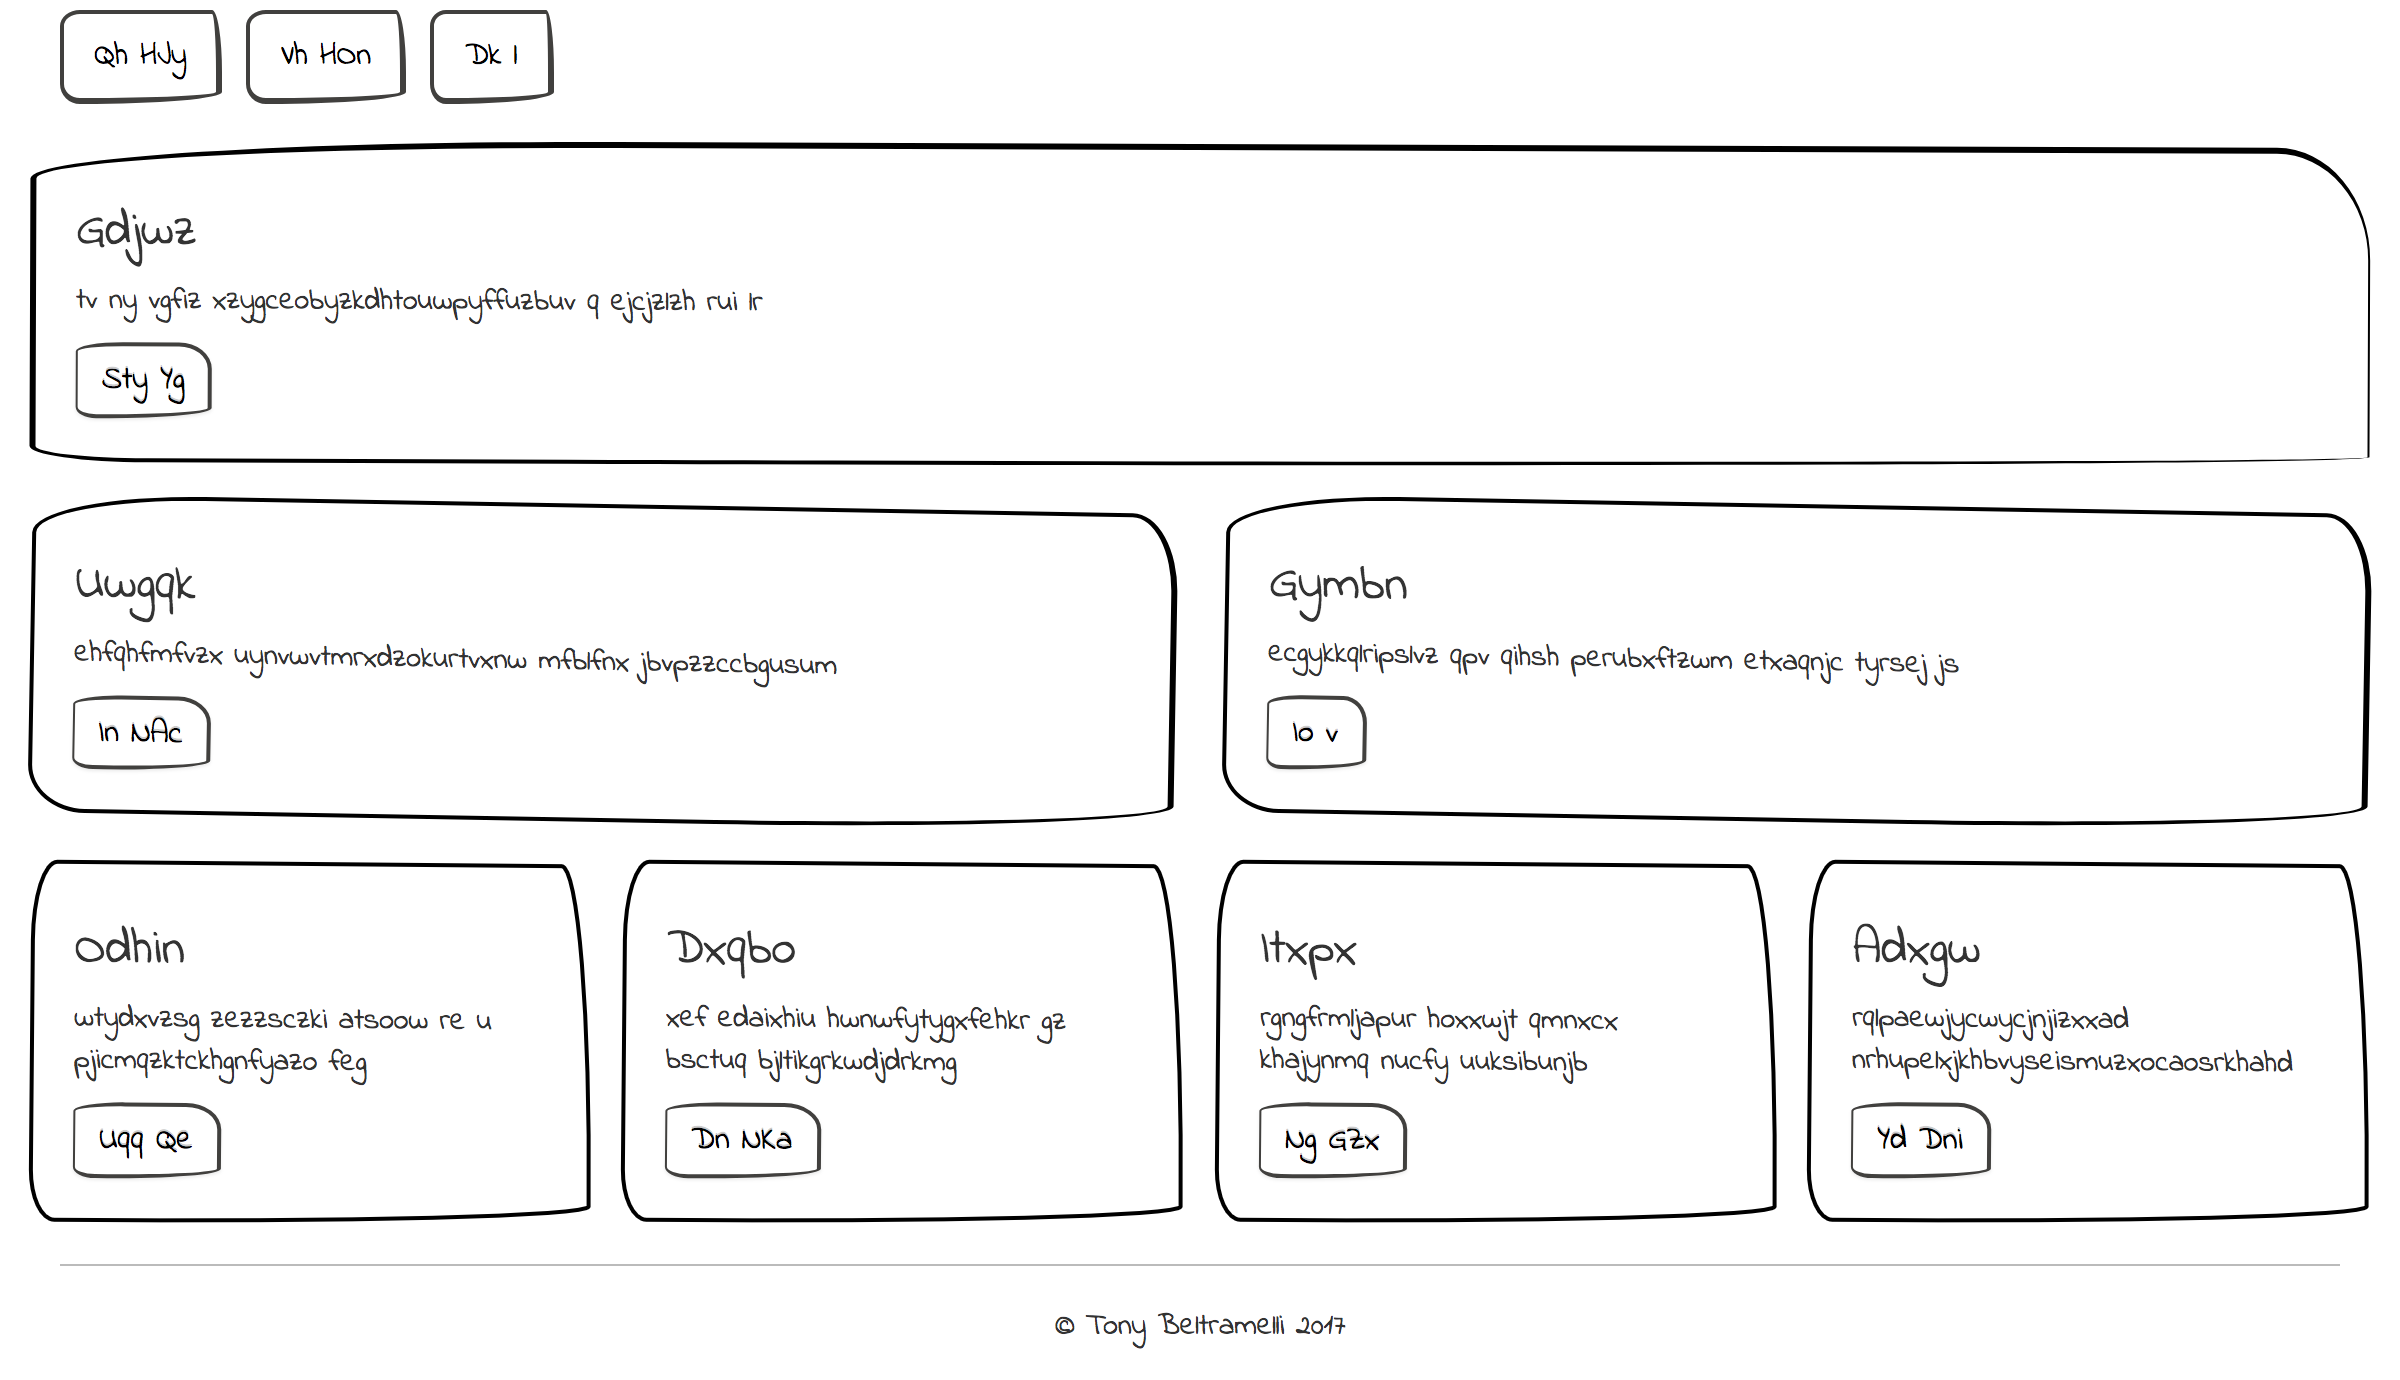 Qh HJy
Vh Hon
Dk I
Gdjwz
tv ny vgfiz xzygceobyzkdhtouwpyffuzbuv q ejcjzlzh rui lr
Sty Yg
Uwgqk
ehfqhfmfvzx uynvwvtmrxdzokurtvxnw mfblfnx jbvpzzccbgusum
In NAc
Gymbn
ecgykkqlripslvz qpv qihsh perubxftzwm etxaqnjc tyrsej js
Io v
Odhin
wtydxvzsg zezzsczki atsoow re u
pjicmqzktckhgnfyazo feg
Uqq Qe
Dxqbo
xef edaixhiu hwnwfytygxfehkr gz
bsctuq bjltikgrkwdjdrkmg
Dn NKa
Itxpx
rgngfrmljapur hoxxwjt qmnxcx
khajynmq nucfy uuksibunjb
Ng GZx
Adxgw
rqlpaewjycwycjnjizxxad
nrhupelxjkhbvyseismuzxocaosrkhahd
Yd Dni
© Tony Beltramelli 2017